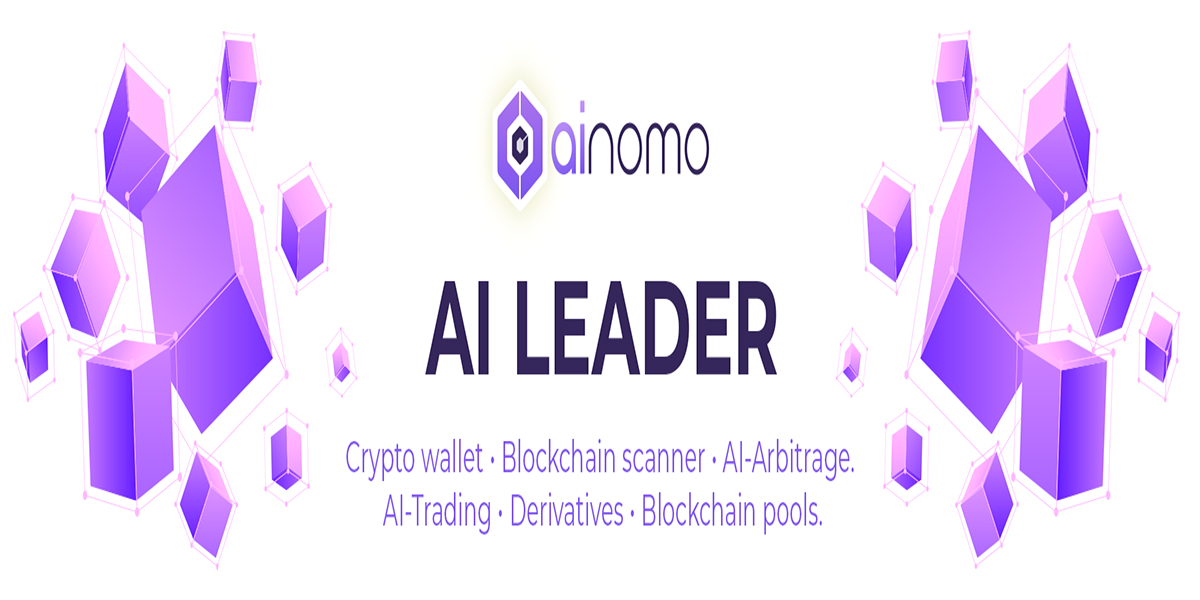 ainomo
AI LEADER
Crypto wallet • Blockchain scanner • AI-Arbitrage.
AI-Trading • Derivatives • Blockchain pools.